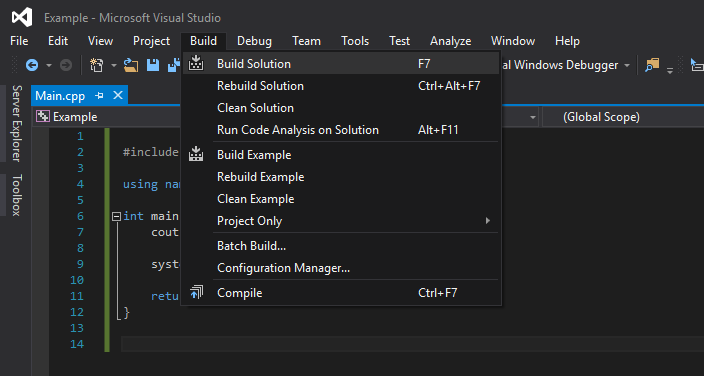 Example - Microsoft Visual Studio
File Edit View Project Build Debug Team Tools Test Analyze Window Help
Windows Debugger
Server Explorer
Toolbox
Main.cpp
Example
(Global Scope)
Build Solution F7
Rebuild Solution Ctrl+Alt+F7
Clean Solution
Run Code Analysis on Solution Alt+F11
Build Example
Rebuild Example
Clean Example
Project Only
Batch Build...
Configuration Manager...
Compile Ctrl+F7
1
2 #include
3
4 using
5
6 int main
7 cout
8
9
10
11
12 }
13
14